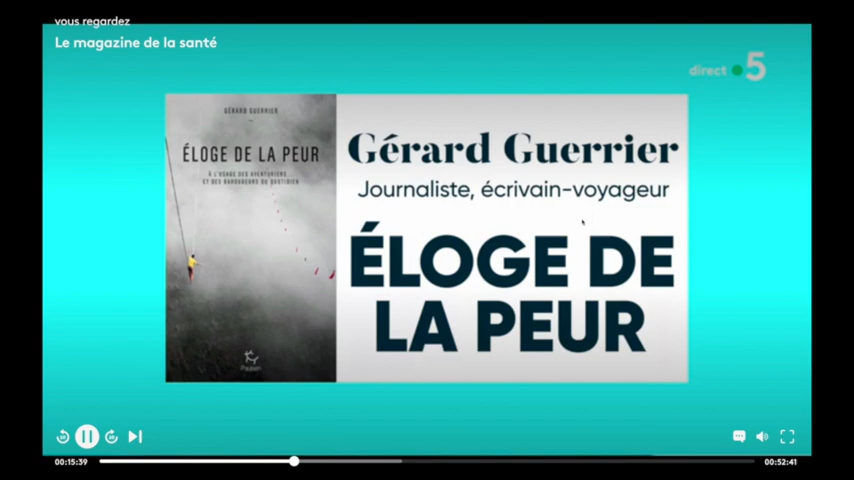 vous regardez
Le magazine de la santé
direct 5
GÉRARD GUERRIER
ÉLOGE DE LA PEUR
À L'USAGE DES AVENTURIERS...
ET DES BAROUDEURS DU QUOTIDIEN
Paulsen
Gérard Guerrier
Journaliste, écrivain-voyageur
ÉLOGE DE
LA PEUR
00:15:39
00:52:41